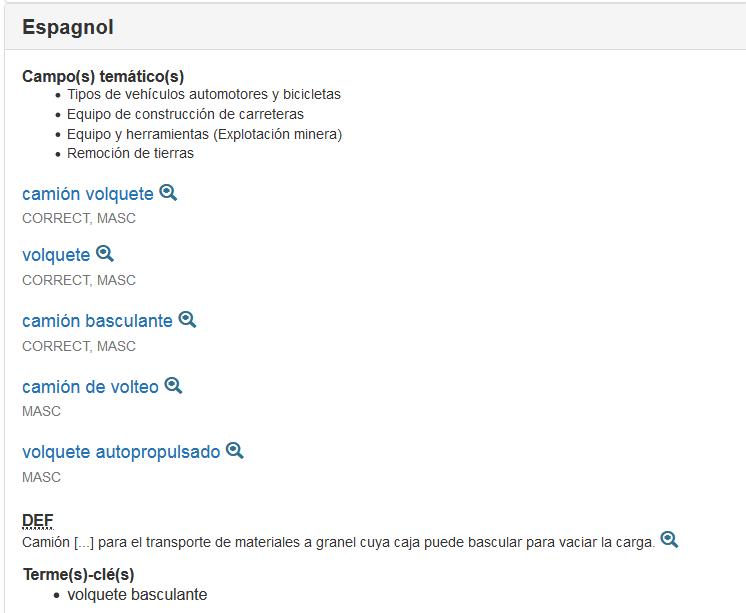 Espagnol
Campo(s) temático(s)
• Tipos de vehículos automotores y bicicletas
• Equipo de construcción de carreteras
• Equipo y herramientas (Explotación minera)
• Remoción de tierras
camión volquete
CORRECT, MASC
volquete
CORRECT, MASC
camión basculante
CORRECT, MASC
camión de volteo
MASC
volquete autopropulsado
MASC
DEF
Camión [...] para el transporte de materiales a granel cuya caja puede bascular para vaciar la carga.
Terme(s)-clé(s)
• volquete basculante